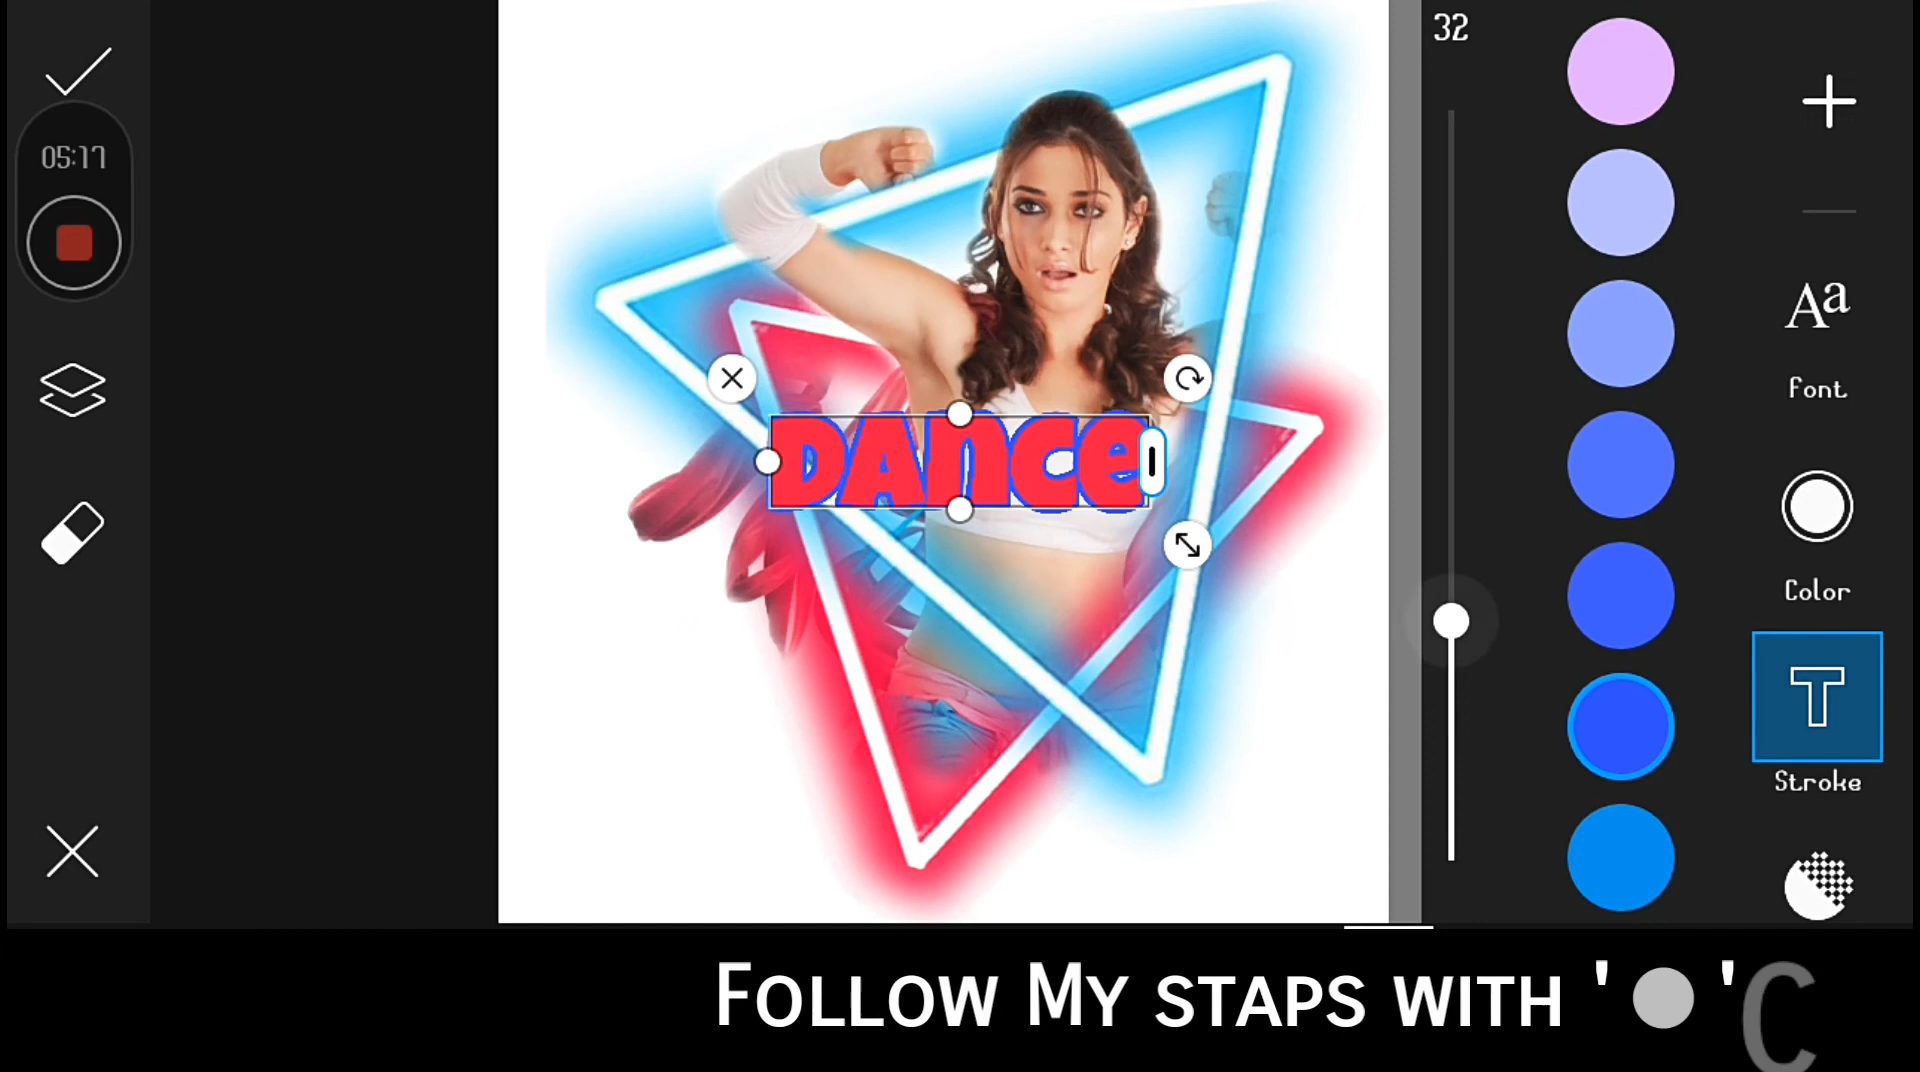 32
05:17
DAnce
Font
Color
Stroke
FOLLOW MY STAPS WITH '●'C